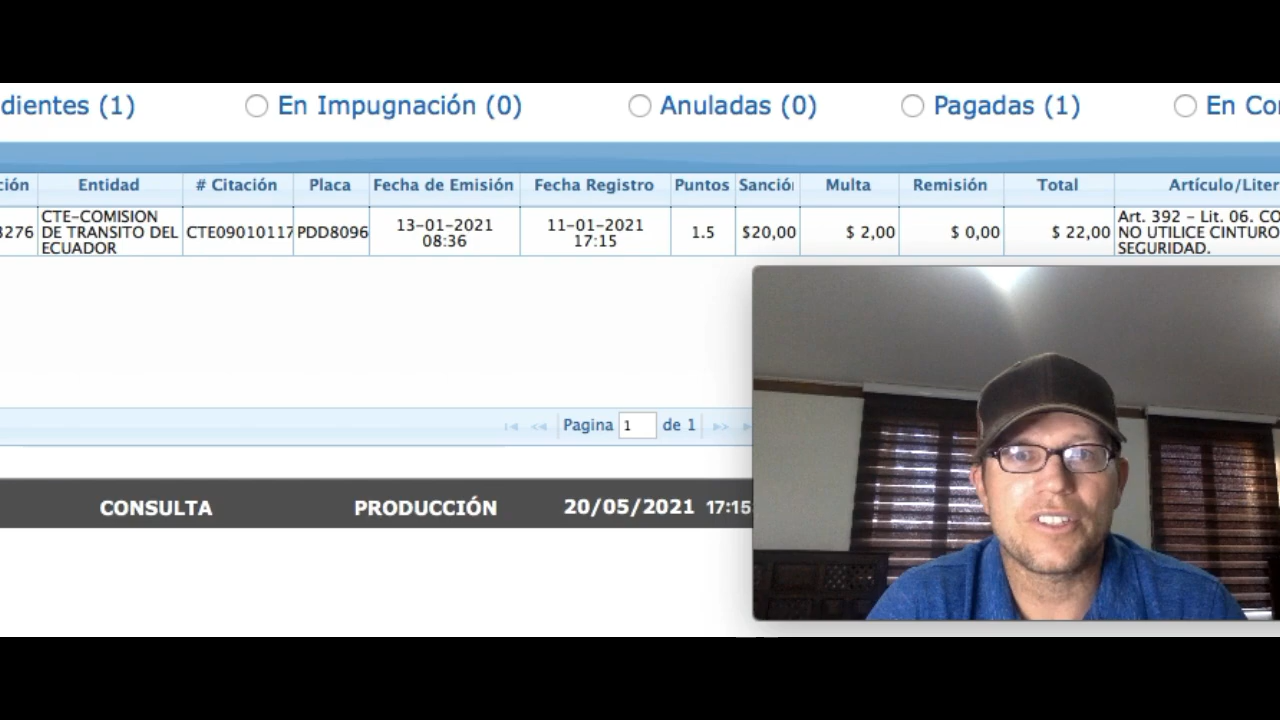 dientes (1) En Impugnación (0) Anuladas (0) Pagadas (1) En Co
ción Entidad # Citación Placa Fecha de Emisión Fecha Registro Puntos Sanció Multa Remisión Total Artículo/Liter
CTE-COMISION
DE TRANSITO DEL
ECUADOR
3276
CTE09010117
PDD8096
13-01-2021
08:36
11-01-2021
17:15
1.5
$20,00
$ 2,00
$ 0,00
$ 22,00
Art. 392 - Lit. 06. CO
NO UTILICE CINTURO
SEGURIDAD.
Pagina 1 de 1
CONSULTA PRODUCCIÓN 20/05/2021 17:15